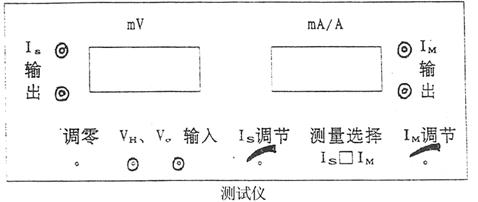 mV mA/A
Is 输出
IM 输出
调零 VH、Vσ 输入 IS调节 测量选择 IM调节
IS□IM
测试仪